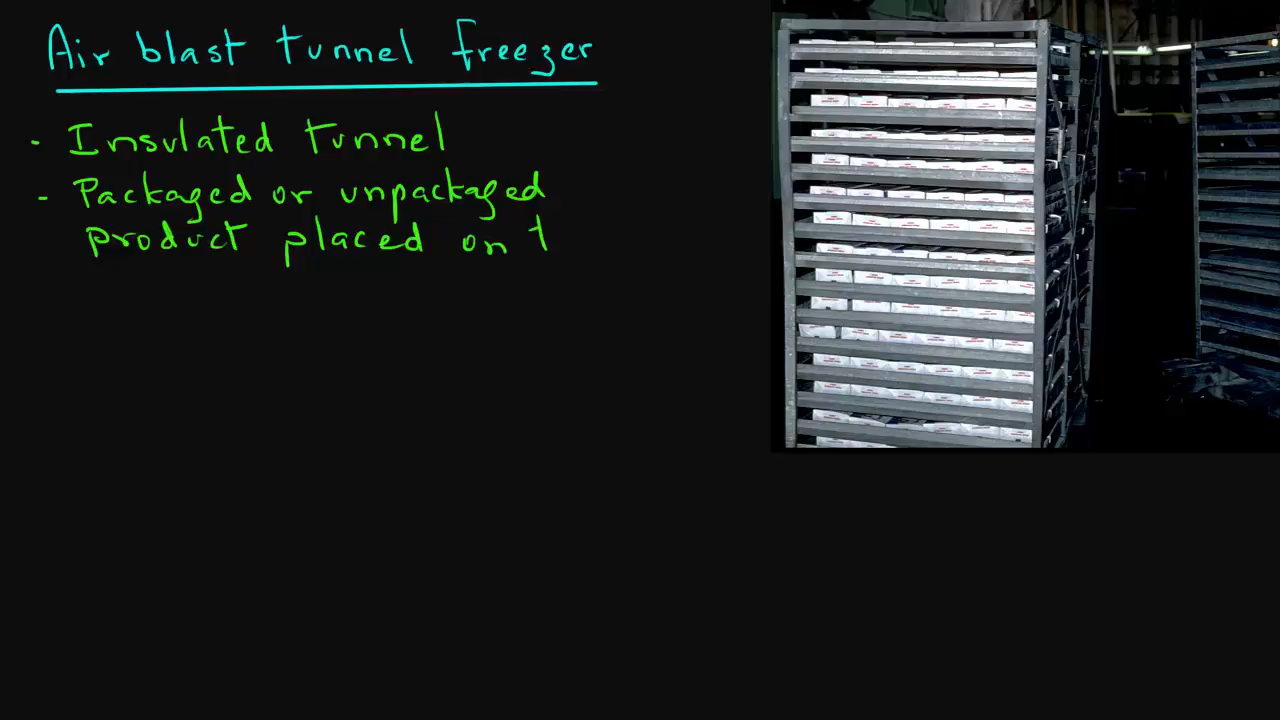 Air blast tunnel freezer
- Insulated tunnel
- Packaged or unpackaged
product placed on t